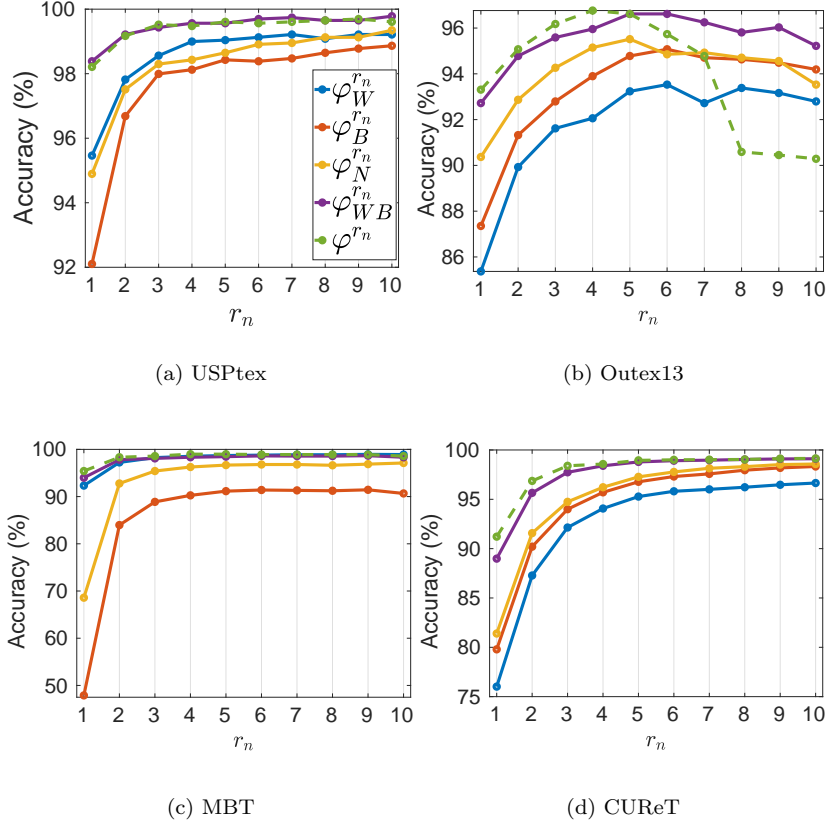 Accuracy (%)
98
96
94
92
1 2 3 4 5 6 7 8 9 10
r_n
φ_W^{r_n}
φ_B^{r_n}
φ_N^{r_n}
φ_{WB}^{r_n}
φ^{r_n}
(a) USPtex
Accuracy (%)
96
94
92
90
88
86
1 2 3 4 5 6 7 8 9 10
r_n
(b) Outex13
Accuracy (%)
100
90
80
70
60
50
1 2 3 4 5 6 7 8 9 10
r_n
(c) MBT
Accuracy (%)
100
95
90
85
80
75
1 2 3 4 5 6 7 8 9 10
r_n
(d) CUReT